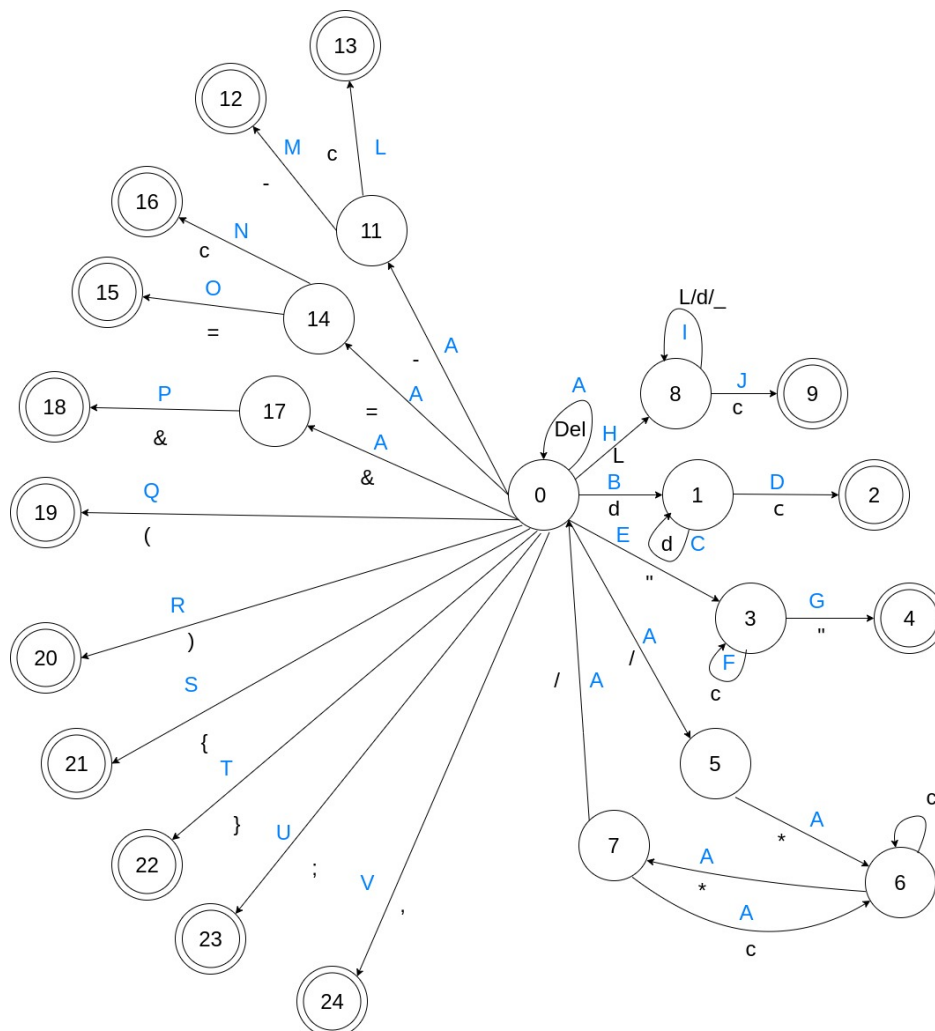 13
12
M
c
L
-
16
N
11
c
15
O
14
=
L/d/_
I
-
A
18
P
17
=
A
A
8
J
9
c
&
A
&
Del
H
L
19
Q
(
0
B
d
1
D
c
2
E
d
C
"
3
G
"
4
F
c
20
R
)
A
/
/
A
21
S
{
5
22
T
}
U
;
V
,
7
A
*
c
6
A
*
A
c
23
24